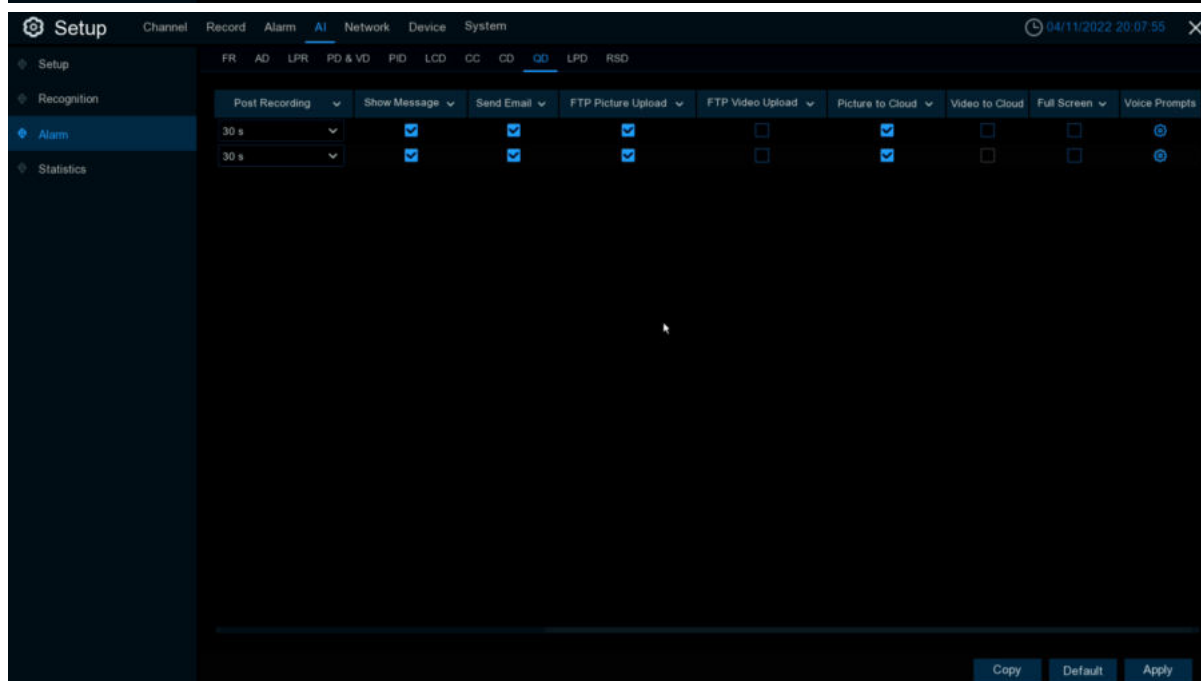 Setup Channel Record Alarm AI Network Device System 04/11/2022 20:07:55
Setup
Recognition
Alarm
Statistics
FR AD LPR PD & VD PID LCD CC CD QD LPD RSD
Post Recording Show Message Send Email FTP Picture Upload FTP Video Upload Picture to Cloud Video to Cloud Full Screen Voice Prompts
30 s
30 s
Copy Default Apply